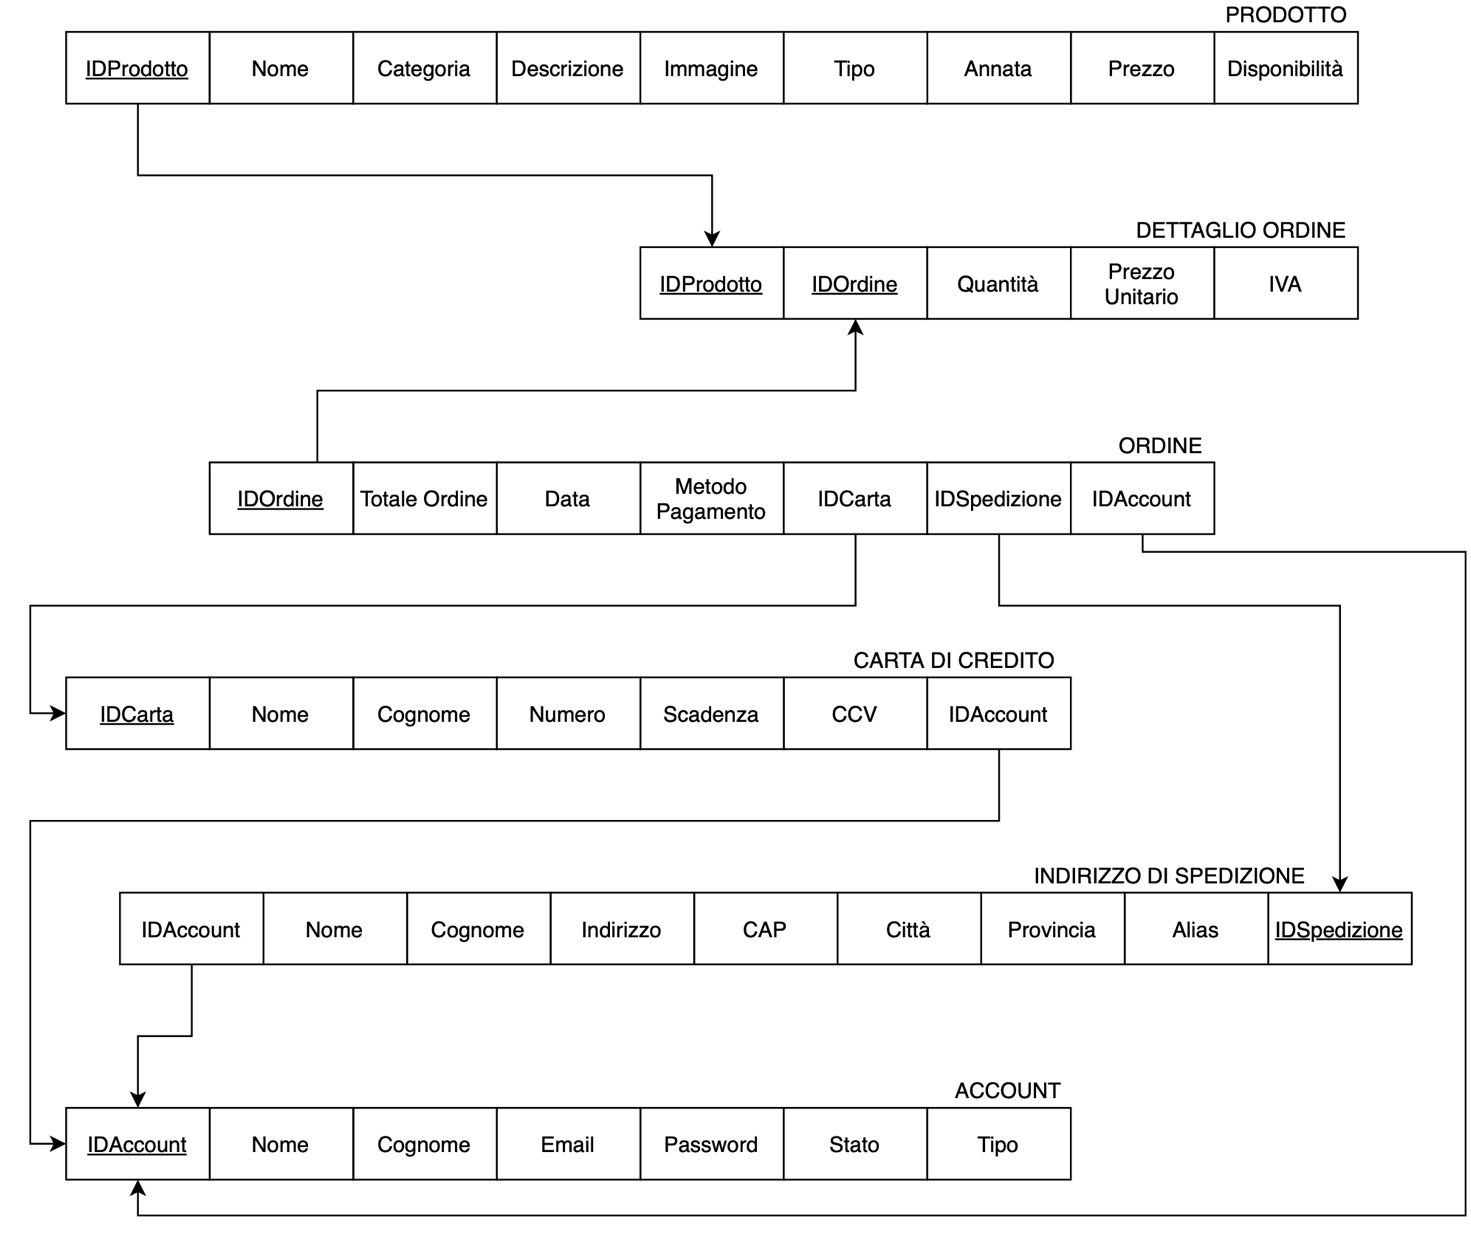 PRODOTTO
IDProdotto Nome Categoria Descrizione Immagine Tipo Annata Prezzo Disponibilità
DETTAGLIO ORDINE
IDProdotto IDOrdine Quantità Prezzo Unitario IVA
ORDINE
IDOrdine Totale Ordine Data Metodo Pagamento IDCarta IDSpedizione IDAccount
CARTA DI CREDITO
IDCarta Nome Cognome Numero Scadenza CCV IDAccount
INDIRIZZO DI SPEDIZIONE
IDAccount Nome Cognome Indirizzo CAP Città Provincia Alias IDSpedizione
ACCOUNT
IDAccount Nome Cognome Email Password Stato Tipo